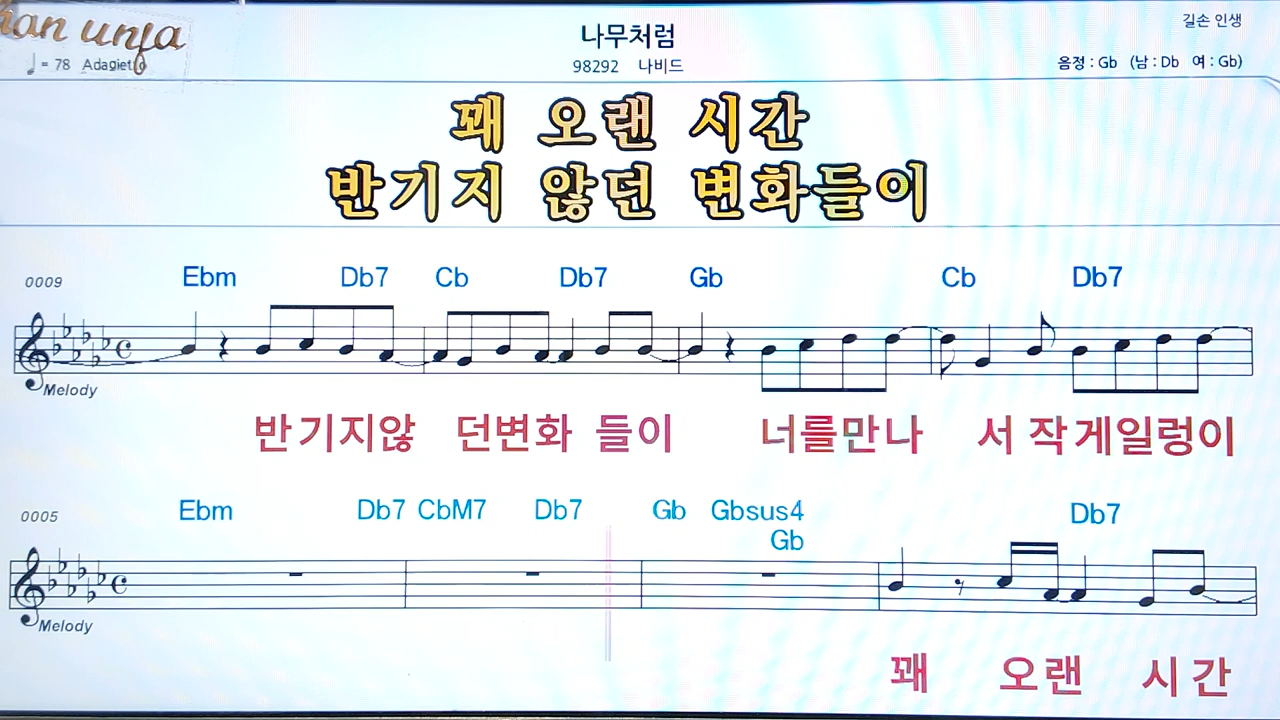 han unfa
나무처럼
길손 인생
= 78 Adagietto
98292 나비드
음정 : Gb (남 : Db 여 : Gb)
꽤 오랜 시간
반기지 않던 변화들이
0009
Ebm Db7 Cb Db7 Gb Cb Db7
Melody
반기지않 던변화 들이 너를만나 서 작게일렁이
0005
Ebm Db7 CbM7 Db7 Gb Gbsus4 Db7
Gb
Melody
꽤 오랜 시간